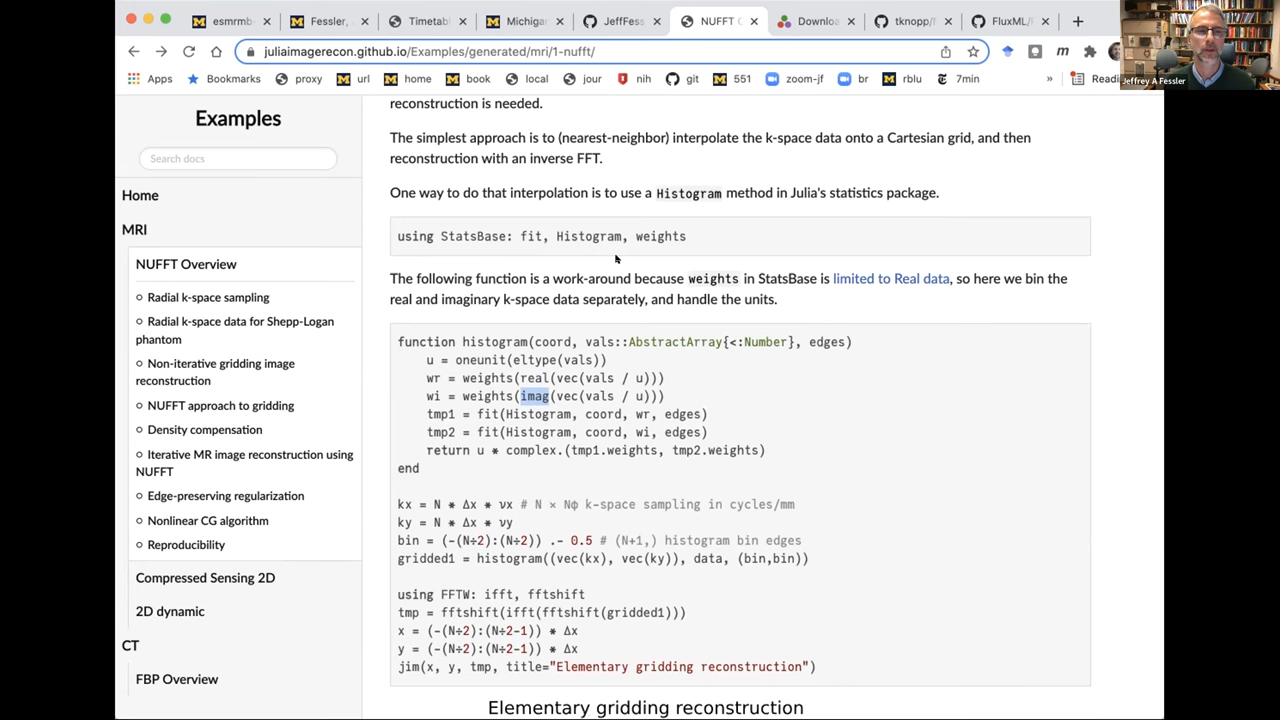 esmrmb-
Fessler,
Timetab
Michigan
JeffFess
NUFFT O
Downloa
tknopp/
FluxML/
juliaimagerecon.github.io/Examples/generated/mri/1-nufft/
Apps
Bookmarks
proxy
url
home
book
local
jour
nih
git
551
zoom-jf
br
rblu
7min
»
Readi
Jeffrey A Fessler
Examples
Search docs
Home
MRI
NUFFT Overview
Radial k-space sampling
Radial k-space data for Shepp-Logan
phantom
Non-iterative gridding image
reconstruction
NUFFT approach to gridding
Density compensation
Iterative MR image reconstruction using
NUFFT
Edge-preserving regularization
Nonlinear CG algorithm
Reproducibility
Compressed Sensing 2D
2D dynamic
CT
FBP Overview
reconstruction is needed.
The simplest approach is to (nearest-neighbor) interpolate the k-space data onto a Cartesian grid, and then
reconstruction with an inverse FFT.
One way to do that interpolation is to use a Histogram method in Julia's statistics package.
using StatsBase: fit, Histogram, weights
The following function is a work-around because weights in StatsBase is limited to Real data, so here we bin the
real and imaginary k-space data separately, and handle the units.
function histogram(coord, vals::AbstractArray{<:Number}, edges)
u = oneunit(eltype(vals))
wr = weights(real(vec(vals / u)))
wi = weights(imag(vec(vals / u)))
tmp1 = fit(Histogram, coord, wr, edges)
tmp2 = fit(Histogram, coord, wi, edges)
return u * complex.(tmp1.weights, tmp2.weights)
end
kx = N * Δx * νx # N × Nϕ k-space sampling in cycles/mm
ky = N * Δx * νy
bin = (-(N÷2):(N÷2)) .- 0.5 # (N+1,) histogram bin edges
gridded1 = histogram((vec(kx), vec(ky)), data, (bin,bin))
using FFTW: ifft, fftshift
tmp = fftshift(ifft(fftshift(gridded1)))
x = (-(N÷2):(N÷2-1)) * Δx
y = (-(N÷2):(N÷2-1)) * Δx
jim(x, y, tmp, title="Elementary gridding reconstruction")
Elementary gridding reconstruction